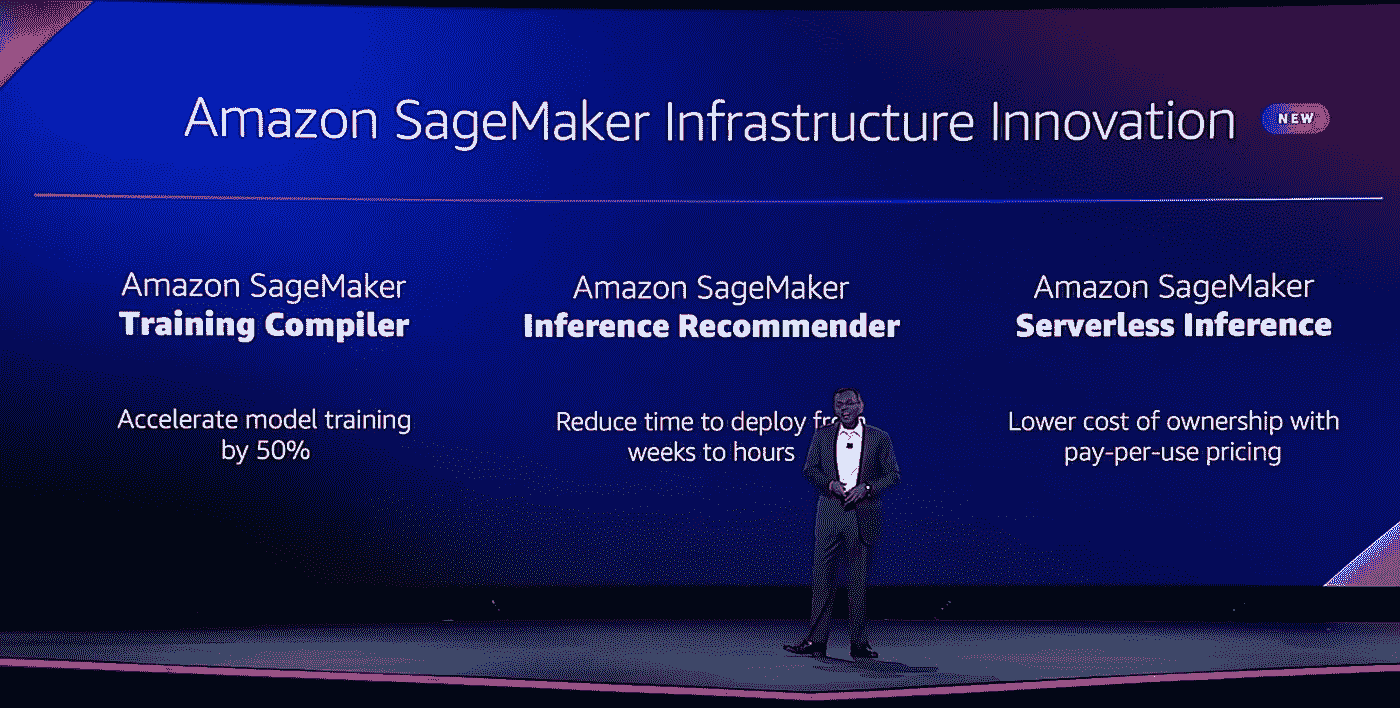 Amazon SageMaker Infrastructure Innovation NEW
Amazon SageMaker
Training Compiler
Accelerate model training
by 50%
Amazon SageMaker
Inference Recommender
Reduce time to deploy
weeks to hours
Amazon SageMaker
Serverless Inference
Lower cost of ownership with
pay-per-use pricing